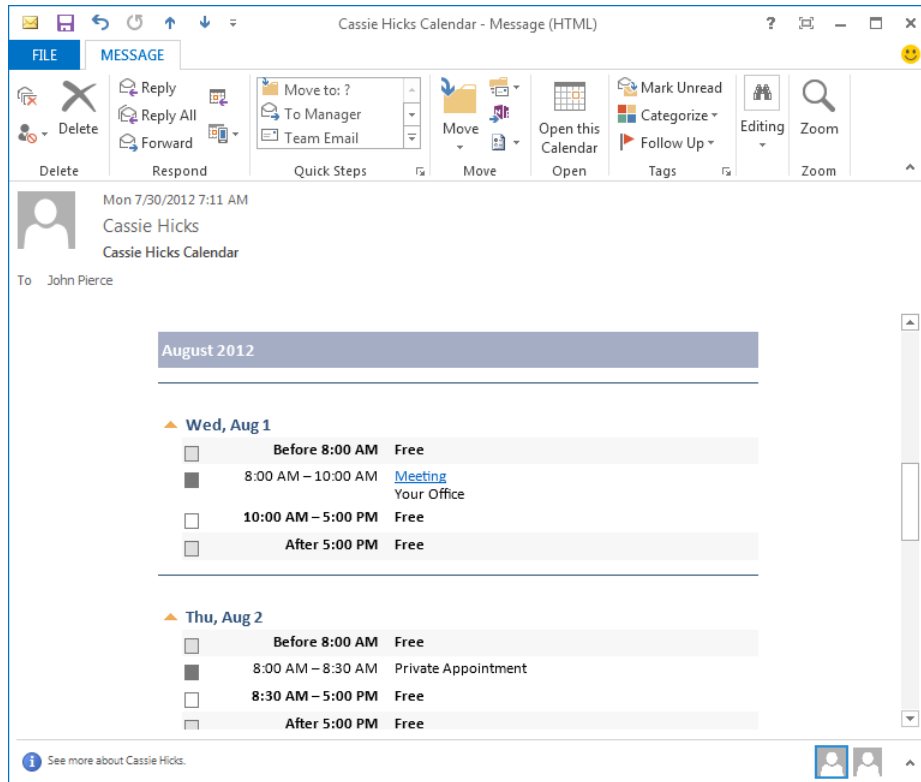 Cassie Hicks Calendar - Message (HTML)
?
FILE MESSAGE
Delete
Reply
Reply All
Forward
Move to: ?
To Manager
Team Email
Move
Open this
Calendar
Mark Unread
Categorize
Follow Up
Editing
Zoom
Delete Respond Quick Steps Move Open Tags Zoom
Mon 7/30/2012 7:11 AM
Cassie Hicks
Cassie Hicks Calendar
To John Pierce
August 2012
Wed, Aug 1
Before 8:00 AM Free
8:00 AM – 10:00 AM Meeting
Your Office
10:00 AM – 5:00 PM Free
After 5:00 PM Free
Thu, Aug 2
Before 8:00 AM Free
8:00 AM – 8:30 AM Private Appointment
8:30 AM – 5:00 PM Free
After 5:00 PM Free
See more about Cassie Hicks.